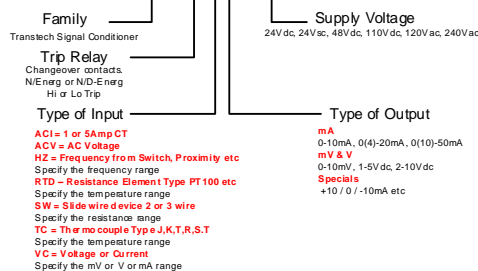 Family
Transtech Signal Conditioner
Trip Relay
Changeover contacts.
N/Energ or N/D-Energ
Hi or Lo Trip
Type of Input
ACI = 1 or 5Amp CT
ACV = AC Voltage
HZ = Frequency from Switch, Proximity etc
Specify the frequency range
RTD – Resistance Element Type PT100 etc
Specify the temperature range
SW = Slidewire device 2 or 3 wire
Specify the resistance range
TC = Thermocouple Type J,K,T,R,S.T
Specify the temperature range
VC = Voltage or Current
Specify the mV or V or mA range
Supply Voltage
24Vdc, 24Vsc, 48Vdc, 110Vdc, 120Vac, 240Vac
Type of Output
mA
0-10mA, 0(4)-20mA, 0(10)-50mA
mV & V
0-10mV, 1-5Vdc, 2-10Vdc
Specials
+10 / 0 / -10mA etc